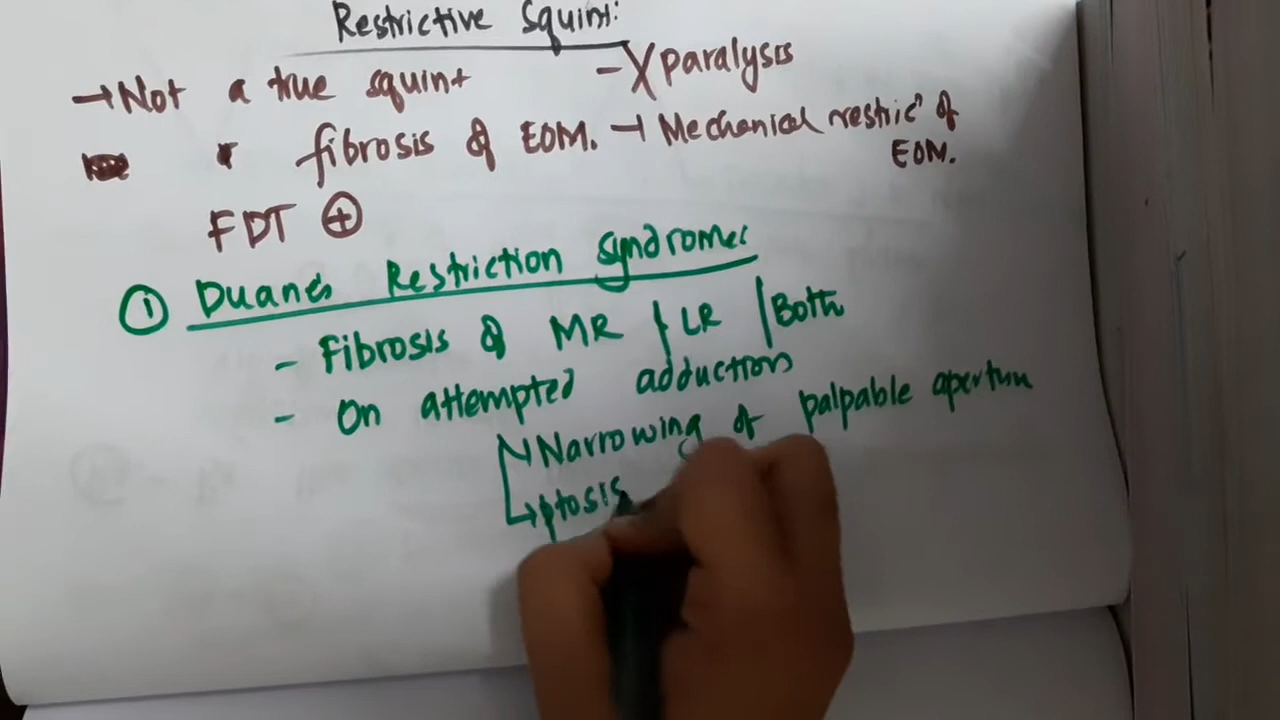 Restrictive Squint:
→ Not a true squint - X paralysis
fibrosis of EOM. → Mechanical restric' of
EOM.
FDT ⊕
① Duanes Restriction syndrome:
- Fibrosis of MR / LR / Both
- On attempted adduction
→ Narrowing of palpable aperture
→ ptosis